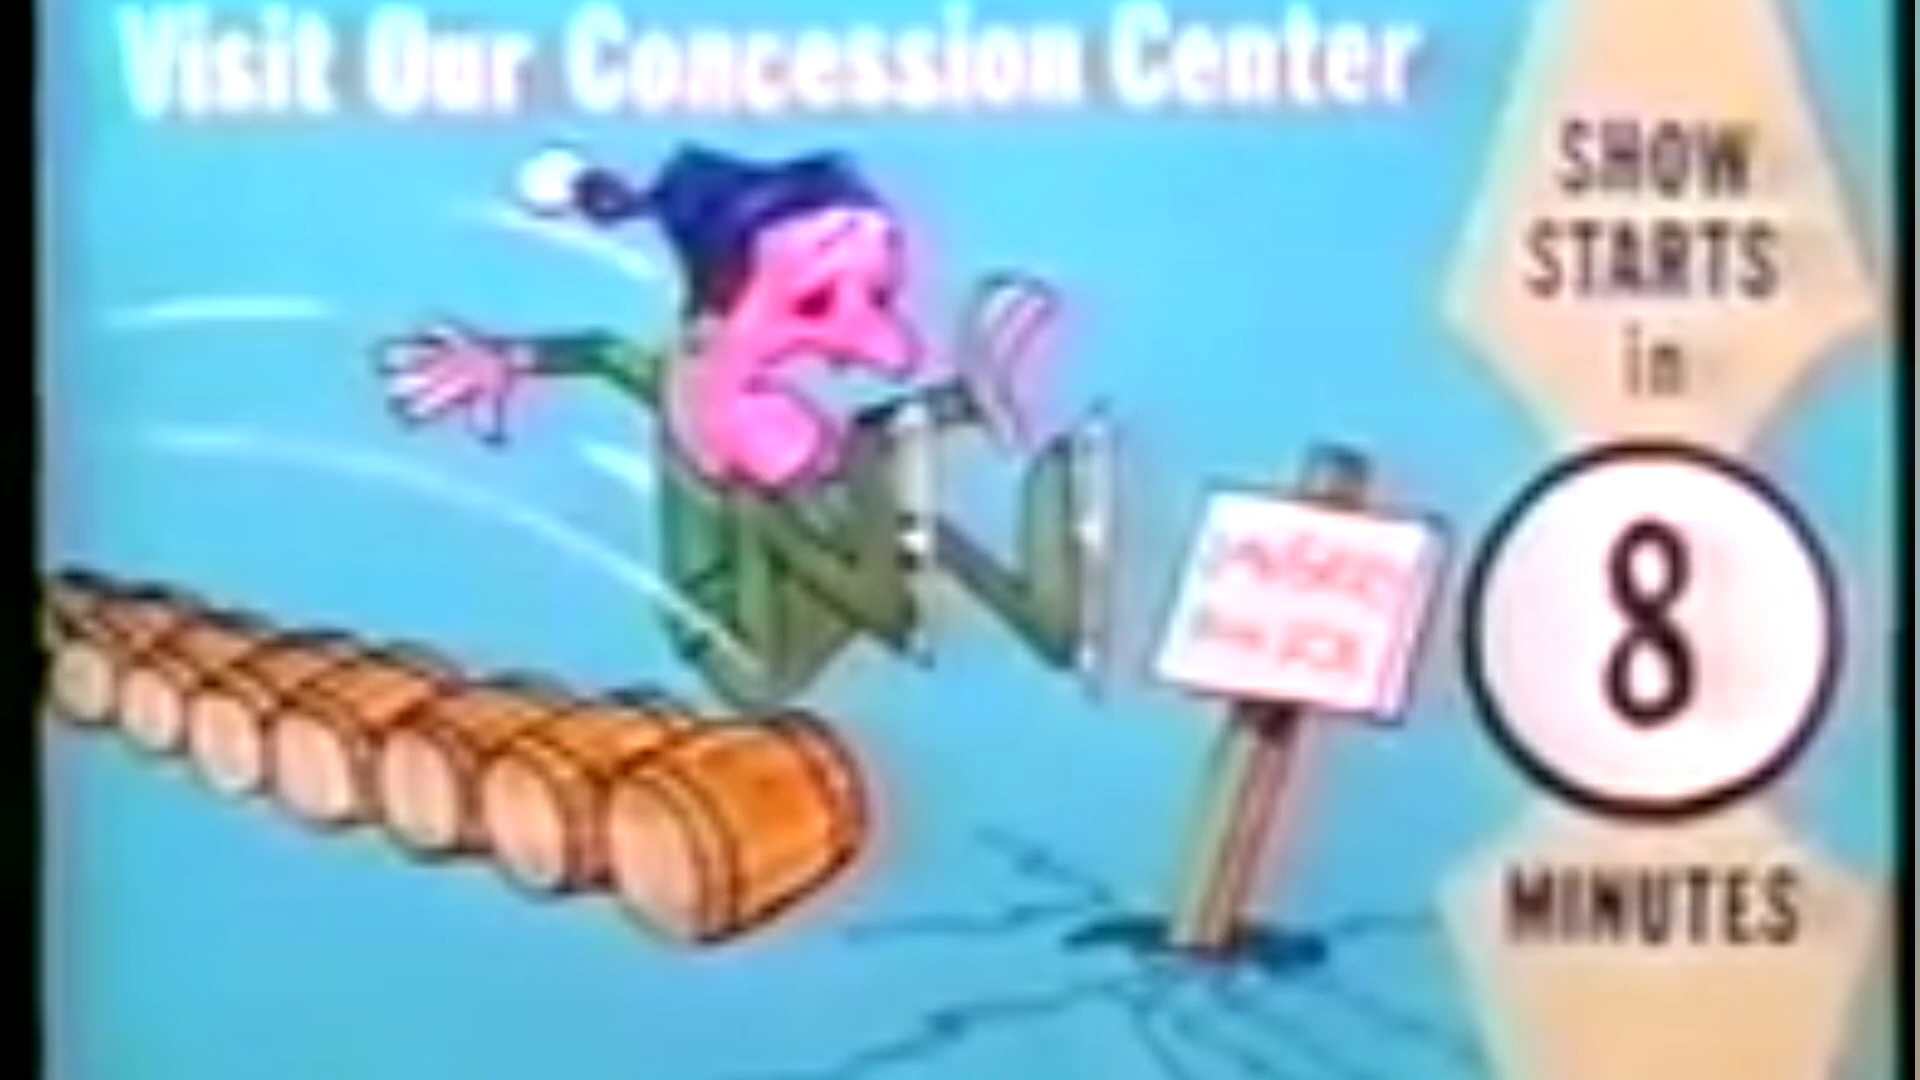 Visit Our Concession Center
SHOW
STARTS
in
8
MINUTES